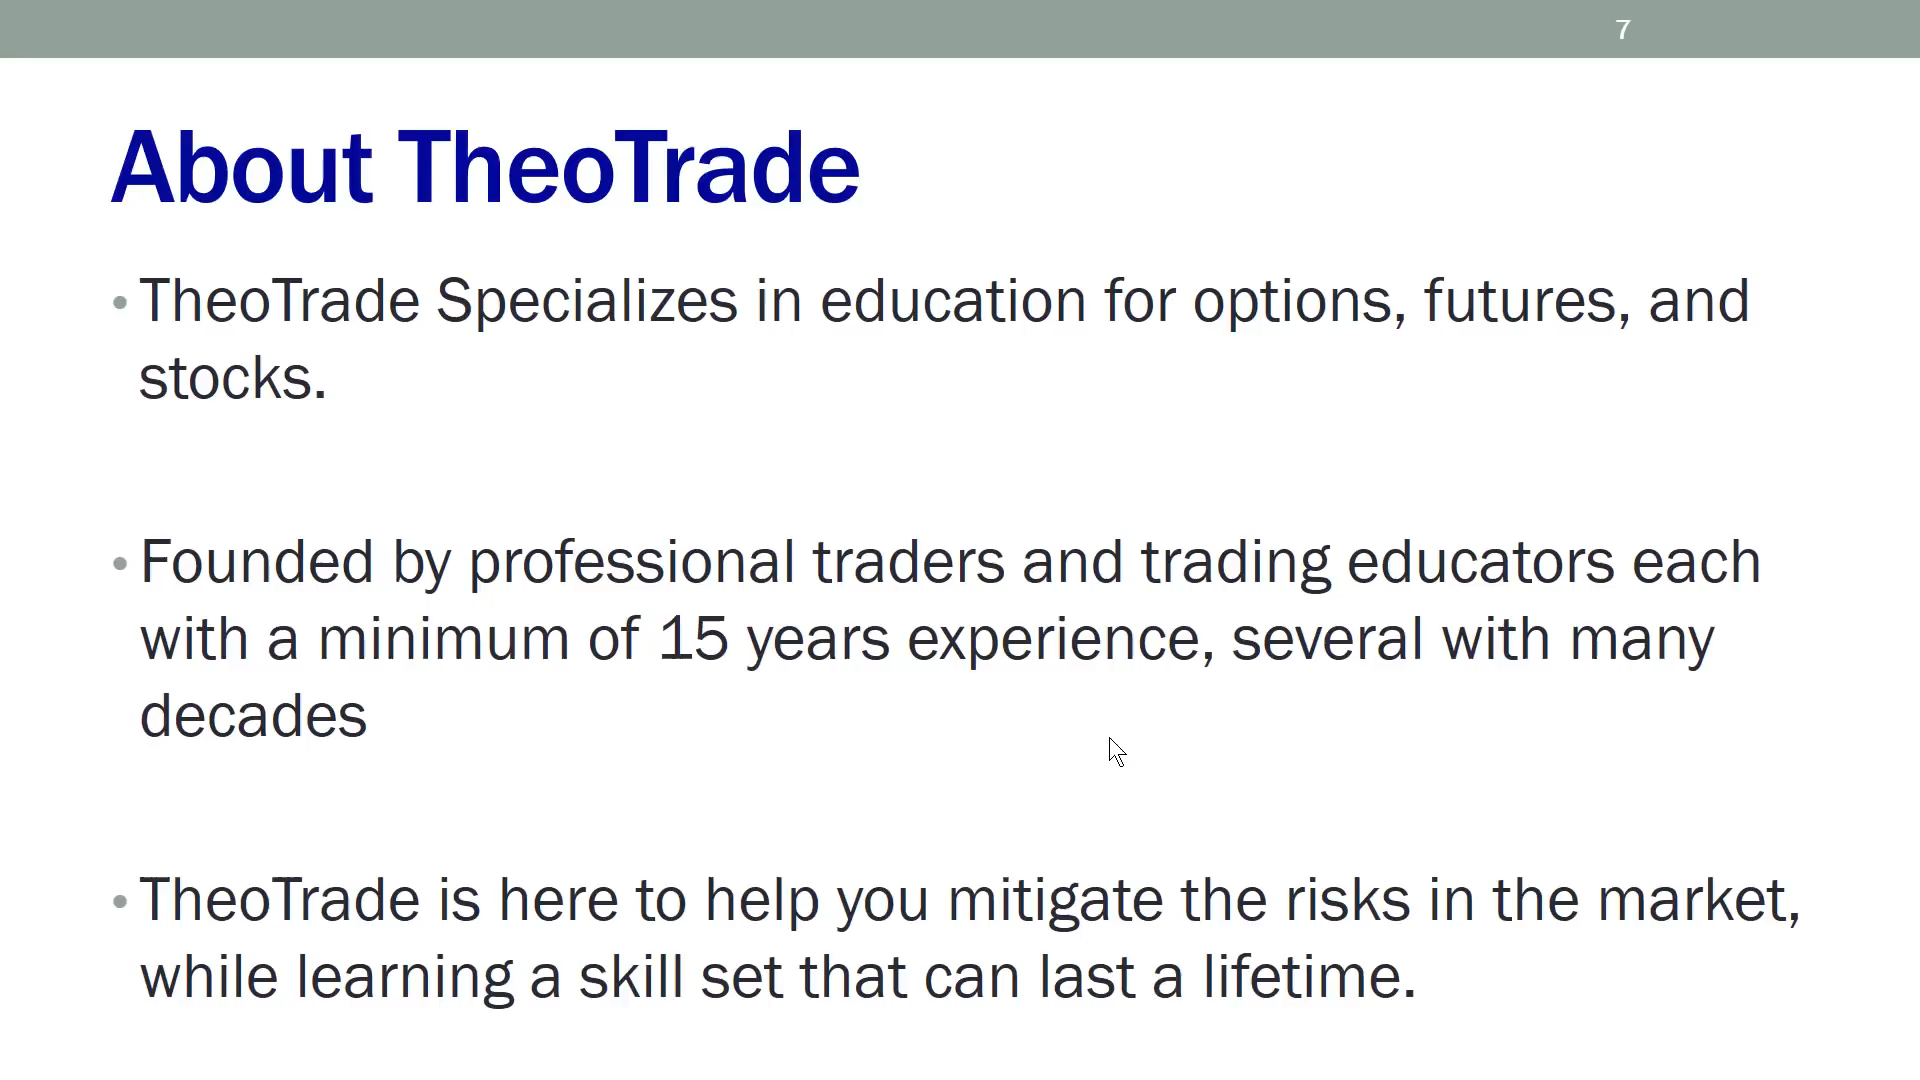 7
About TheoTrade
• TheoTrade Specializes in education for options, futures, and
stocks.
• Founded by professional traders and trading educators each
with a minimum of 15 years experience, several with many
decades
• TheoTrade is here to help you mitigate the risks in the market,
while learning a skill set that can last a lifetime.